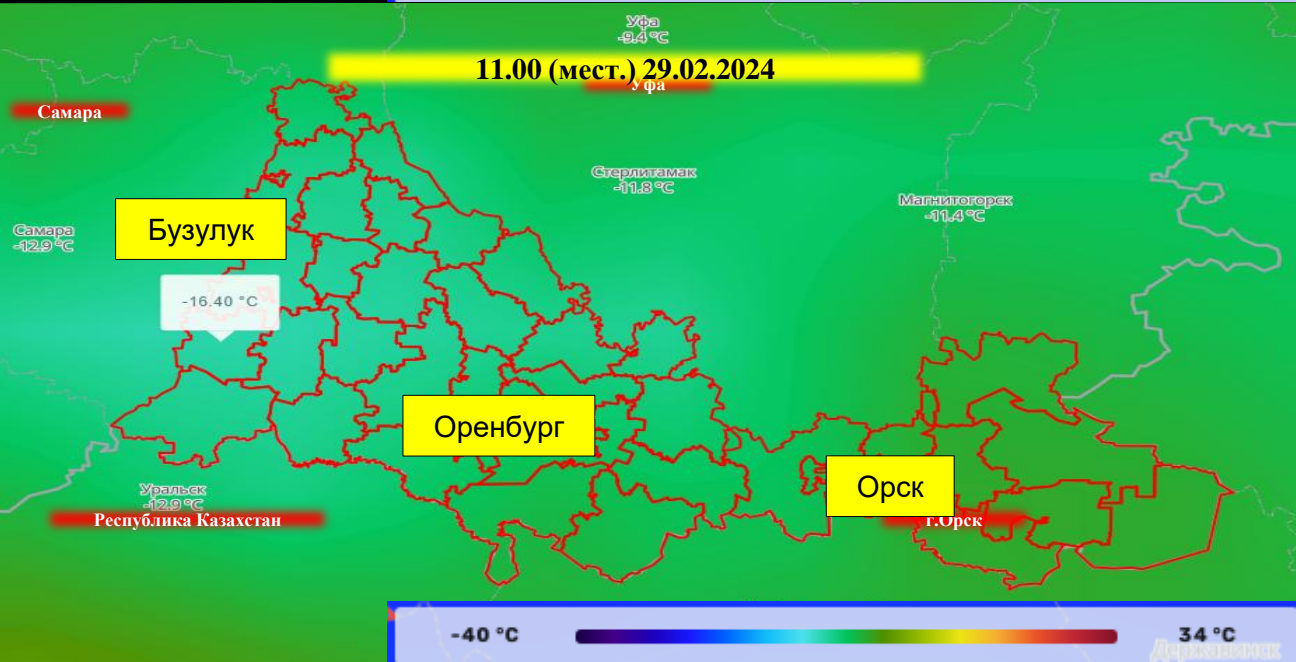 Уфа
-9.4 °C
11.00 (мест.) 29.02.2024
Уфа
Самара
Стерлитамак
-11.8 °C
Магнитогорск
-11.4 °C
Бузулук
Самара
-12.9 °C
-16.40 °C
Оренбург
Орск
Уральск
-12.9 °C
Республика Казахстан
г.Орск
-40 °C
34 °C
Державинск